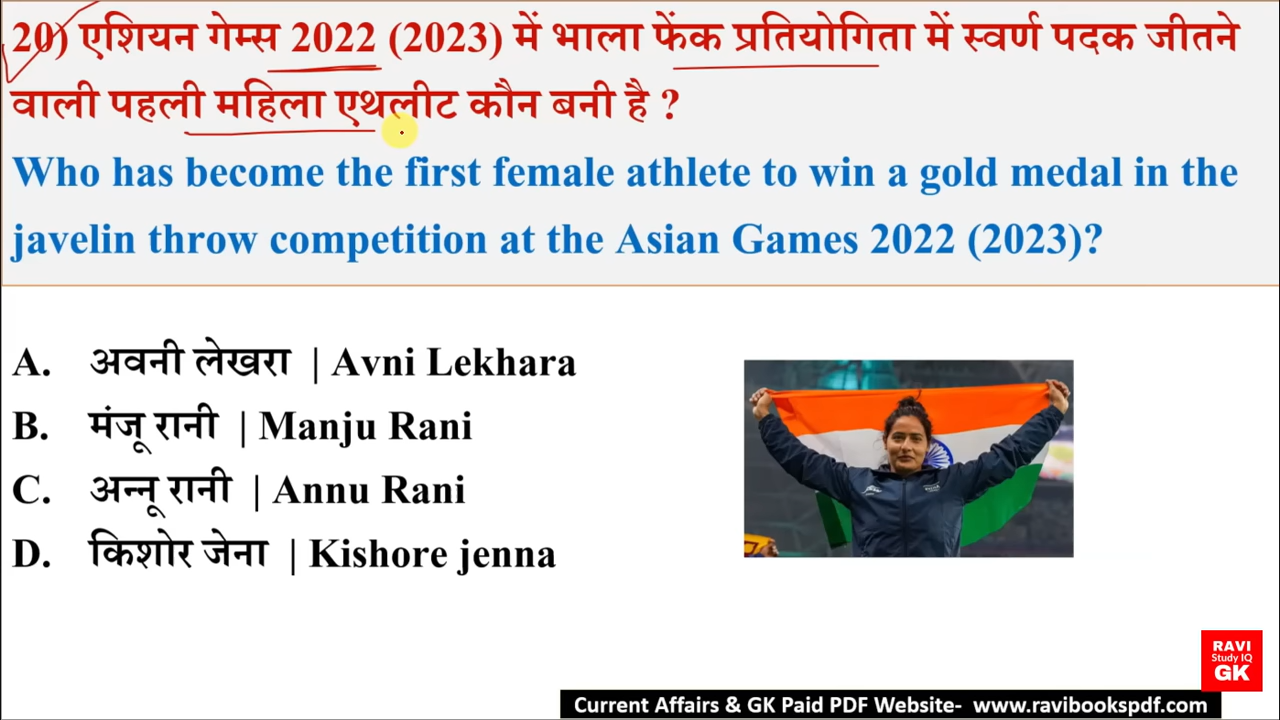 20) एशियन गेम्स 2022 (2023) में भाला फेंक प्रतियोगिता में स्वर्ण पदक जीतने
वाली पहली महिला एथलीट कौन बनी है ?
Who has become the first female athlete to win a gold medal in the
javelin throw competition at the Asian Games 2022 (2023)?
A. अवनी लेखरा | Avni Lekhara
B. मंजू रानी | Manju Rani
C. अन्नू रानी | Annu Rani
D. किशोर जेना | Kishore jenna
RAVI
Study IQ
GK
Current Affairs & GK Paid PDF Website- www.ravibookspdf.com